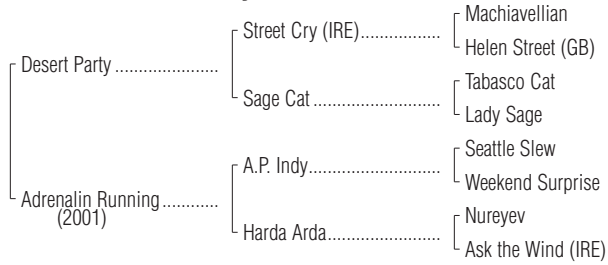 Machiavellian
Street Cry (IRE)..................
Helen Street (GB)
Desert Party .......................
Tabasco Cat
Sage Cat .............................
Lady Sage
Seattle Slew
A.P. Indy..............................
Weekend Surprise
Adrenalin Running............
(2001)
Nureyev
Harda Arda..........................
Ask the Wind (IRE)